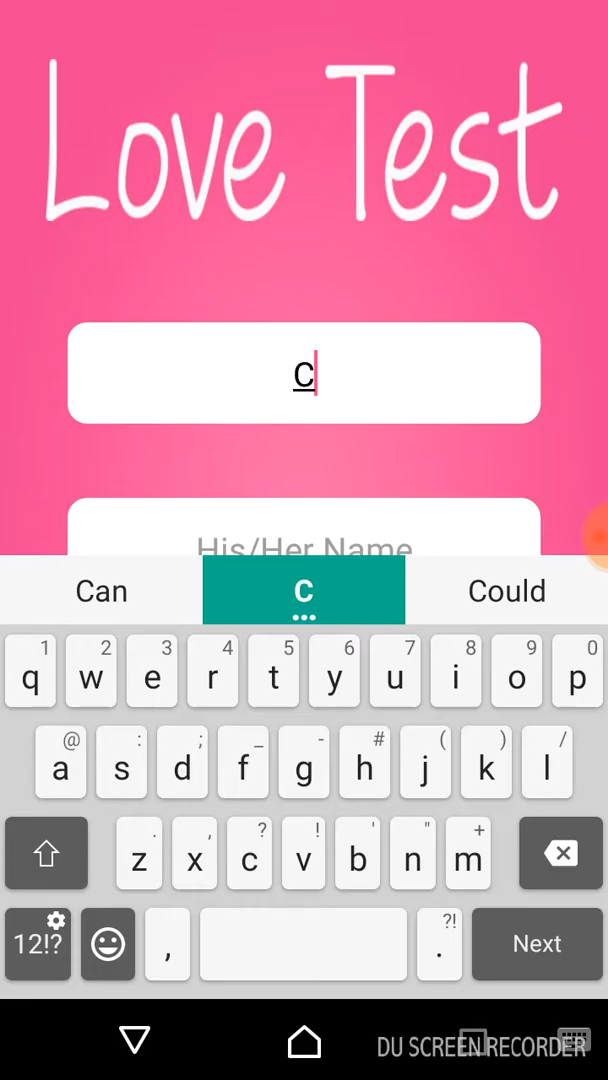 Love Test
C
His/Her Name
Can C Could
1 2 3 4 5 6 7 8 9 0
q w e r t y u i o p
@ : ; _ - # ( ) /
a s d f g h j k l
. , ? ! ' " +
z x c v b n m
12!? , . ?! Next
DU SCREEN RECORDER